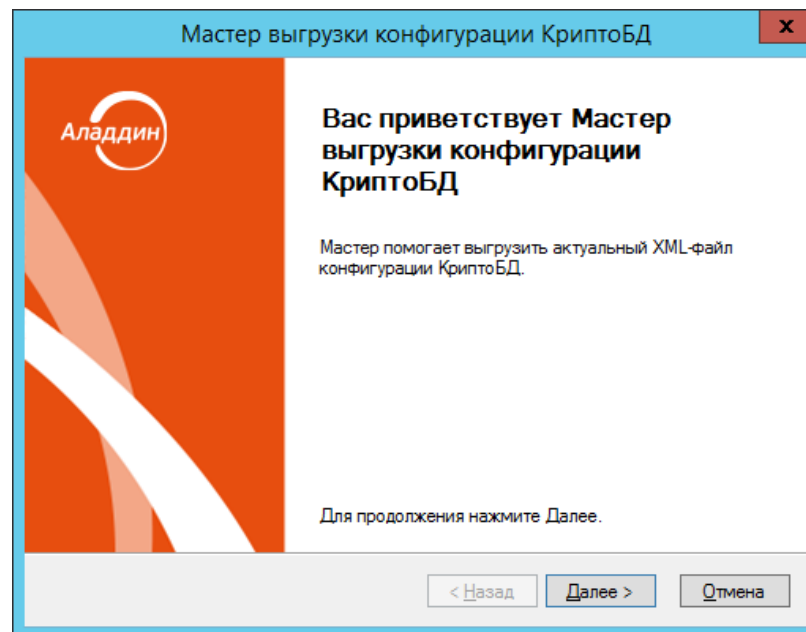 Мастер выгрузки конфигурации КриптоБД
x
Аладдин
Вас приветствует Мастер
выгрузки конфигурации
КриптоБД
Мастер помогает выгрузить актуальный XML-файл
конфигурации КриптоБД.
Для продолжения нажмите Далее.
< Назад
Далее >
Отмена